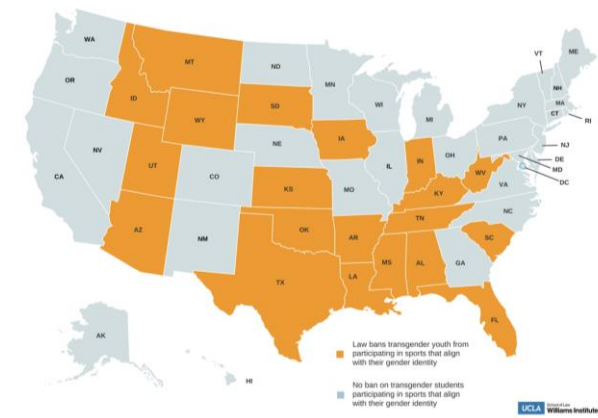 WA
MT
ND
MN
VT
ME
OR
ID
SD
WI
NH
WY
MI
NY
MA
CT
RI
IA
PA
NV
NE
NJ
UT
IL
IN
OH
DE
MD
CA
CO
WV
VA
DC
KS
MO
KY
NC
TN
AZ
NM
OK
AR
SC
MS
AL
GA
TX
LA
FL
AK
HI
Law bans transgender youth from
participating in sports that align
with their gender identity
No ban on transgender students
participating in sports that align
with their gender identity
UCLA
School of Law
Williams Institute